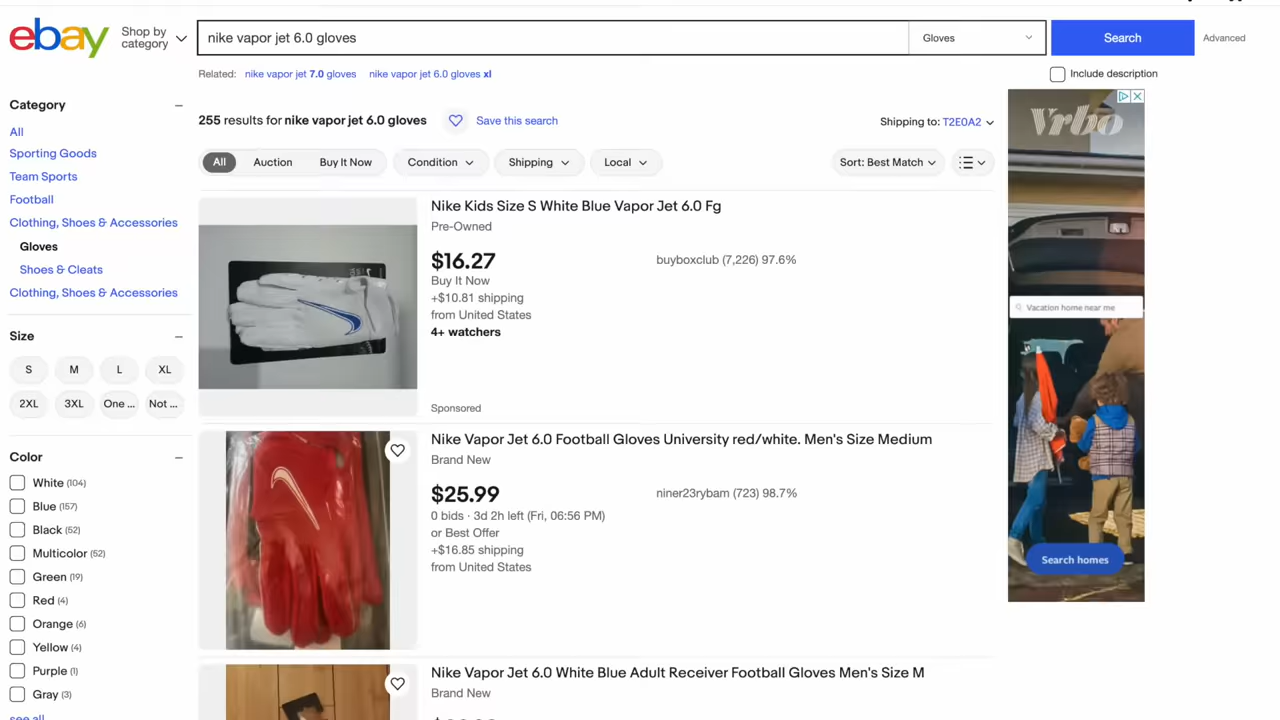 ebay
Shop by
category
nike vapor jet 6.0 gloves
Gloves
Search
Advanced
Related: nike vapor jet 7.0 gloves nike vapor jet 6.0 gloves xl
Include description
Category
All
Sporting Goods
Team Sports
Football
Clothing, Shoes & Accessories
Gloves
Shoes & Cleats
Clothing, Shoes & Accessories
Size
S M L XL
2XL 3XL One ... Not ...
Color
White (104)
Blue (157)
Black (52)
Multicolor (52)
Green (19)
Red (4)
Orange (6)
Yellow (4)
Purple (1)
Gray (3)
see all
255 results for nike vapor jet 6.0 gloves
Save this search
Shipping to: T2E0A2
All Auction Buy It Now Condition Shipping Local
Sort: Best Match
Nike Kids Size S White Blue Vapor Jet 6.0 Fg
Pre-Owned
$16.27
buyboxclub (7,226) 97.6%
Buy It Now
+$10.81 shipping
from United States
4+ watchers
Sponsored
Nike Vapor Jet 6.0 Football Gloves University red/white. Men's Size Medium
Brand New
$25.99
niner23rybam (723) 98.7%
0 bids · 3d 2h left (Fri, 06:56 PM)
or Best Offer
+$16.85 shipping
from United States
Nike Vapor Jet 6.0 White Blue Adult Receiver Football Gloves Men's Size M
Brand New
Vrbo
Vacation home near me
Search homes